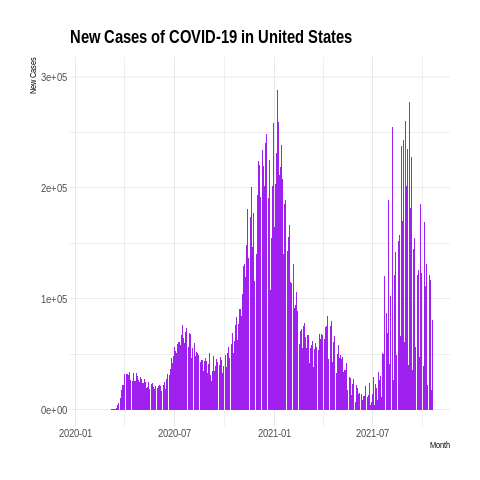 New Cases of COVID-19 in United States
New Cases
3e+05
2e+05
1e+05
0e+00
2020-01 2020-07 2021-01 2021-07
Month